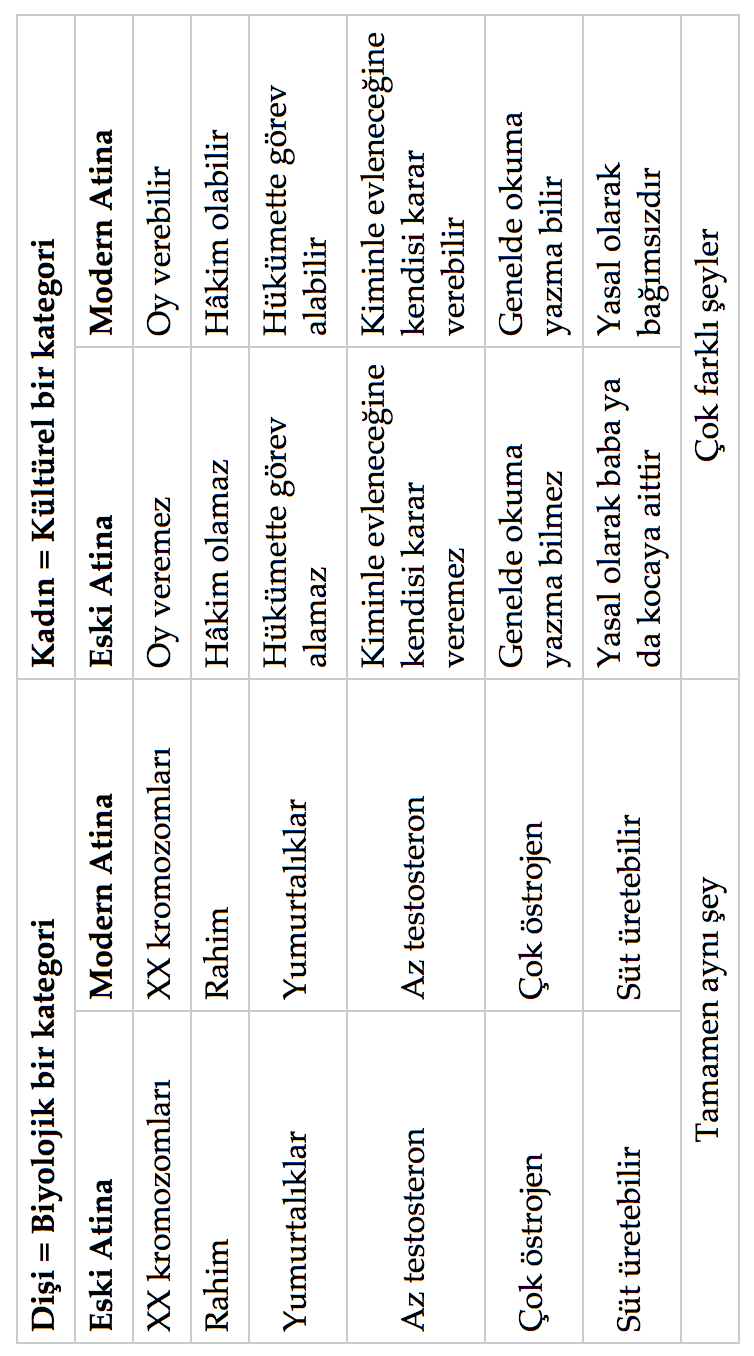 Dişi = Biyolojik bir kategori Kadın = Kültürel bir kategori
Eski Atina Modern Atina Eski Atina Modern Atina
XX kromozomları XX kromozomları Oy veremez Oy verebilir
Rahim Rahim Hâkim olamaz Hâkim olabilir
Yumurtalıklar Yumurtalıklar Hükümette görev Hükümette görev
alamaz alabilir
Az testosteron Az testosteron Kiminle evleneceğine Kiminle evleneceğine
kendisi karar kendisi karar
veremez verebilir
Çok östrojen Çok östrojen Genelde okuma Genelde okuma
yazma bilmez yazma bilir
Süt üretebilir Süt üretebilir Yasal olarak baba ya Yasal olarak
da kocaya aittir bağımsızdır
Tamamen aynı şey Çok farklı şeyler